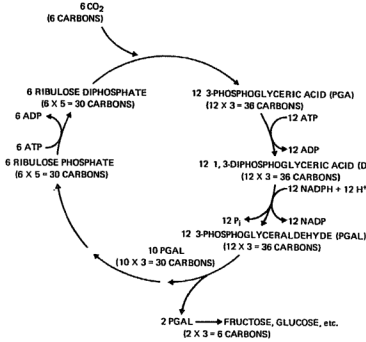 6 CO2
(6 CARBONS)
6 RIBULOSE DIPHOSPHATE
(6 X 5 = 30 CARBONS)
12 3-PHOSPHOGLYCERIC ACID (PGA)
(12 X 3 = 36 CARBONS)
6 ADP
12 ATP
6 ATP
12 ADP
6 RIBULOSE PHOSPHATE
(6 X 5 = 30 CARBONS)
12 1, 3-DIPHOSPHOGLYCERIC ACID (D
(12 X 3 = 36 CARBONS)
12 NADPH + 12 H+
12 Pi
12 NADP
12 3-PHOSPHOGLYCERALDEHYDE (PGAL)
(12 X 3 = 36 CARBONS)
10 PGAL
(10 X 3 = 30 CARBONS)
2 PGAL FRUCTOSE, GLUCOSE, etc.
(2 X 3 = 6 CARBONS)